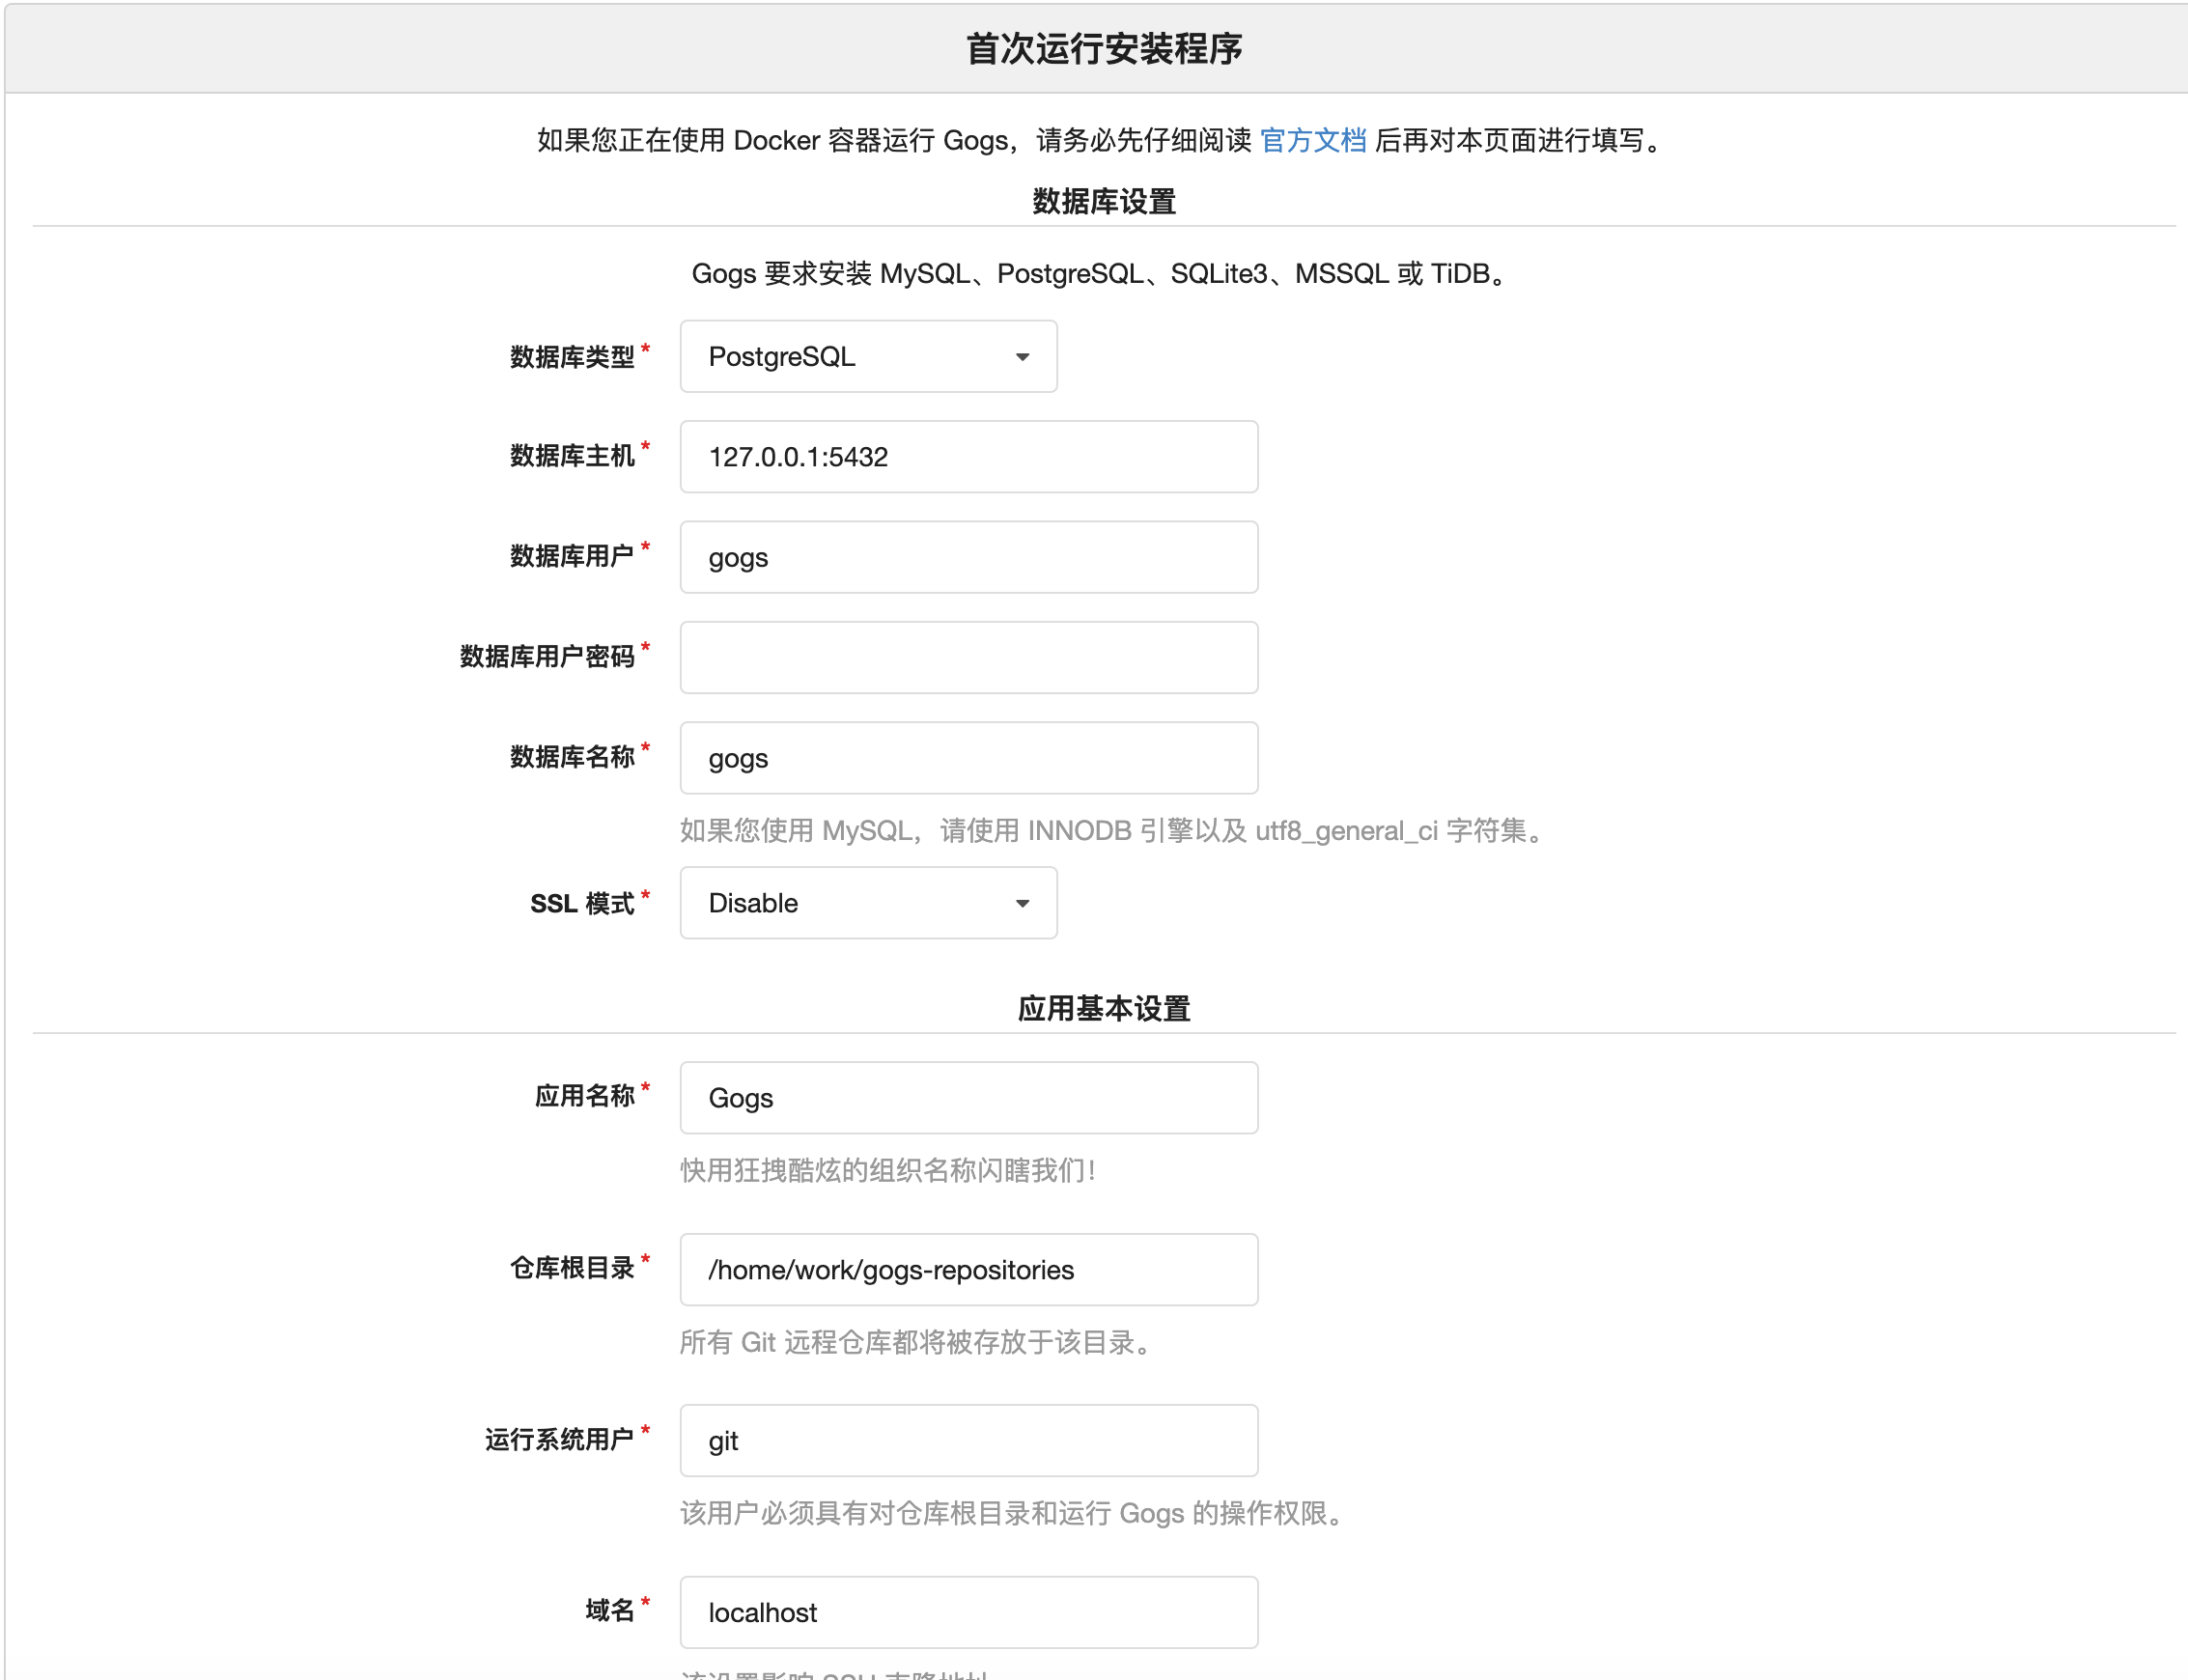 首次运行安装程序
如果您正在使用 Docker 容器运行 Gogs，请务必先仔细阅读 官方文档 后再对本页面进行填写。
数据库设置
Gogs 要求安装 MySQL、PostgreSQL、SQLite3、MSSQL 或 TiDB。
数据库类型* PostgreSQL
数据库主机* 127.0.0.1:5432
数据库用户* gogs
数据库用户密码*
数据库名称* gogs
如果您使用 MySQL，请使用 INNODB 引擎以及 utf8_general_ci 字符集。
SSL 模式* Disable
应用基本设置
应用名称* Gogs
快用狂拽酷炫的组织名称闪瞎我们！
仓库根目录* /home/work/gogs-repositories
所有 Git 远程仓库都将被存放于该目录。
运行系统用户* git
该用户必须具有对仓库根目录和运行 Gogs 的操作权限。
域名* localhost